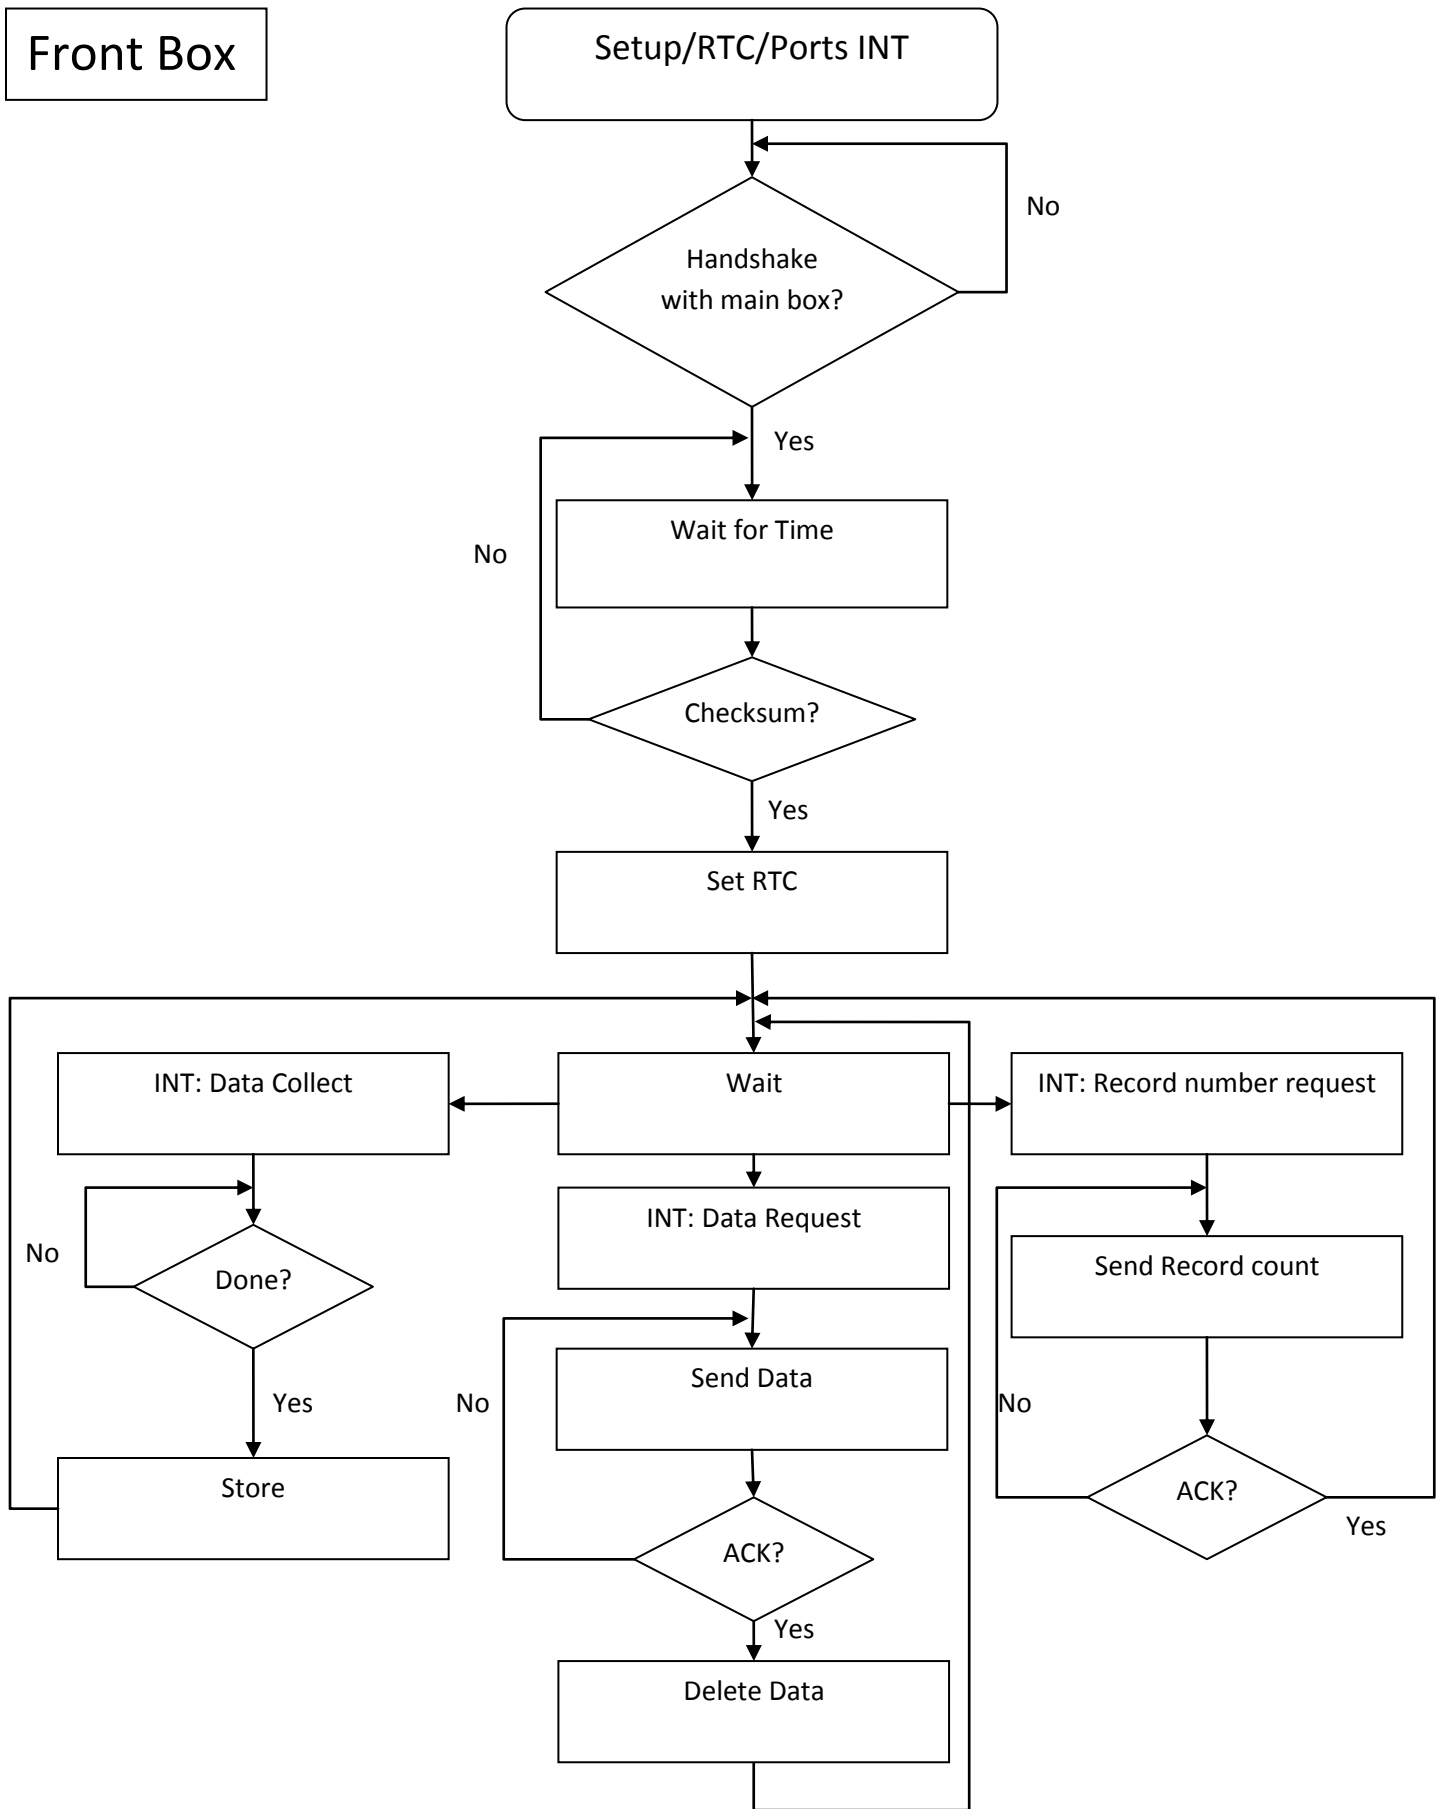 Front Box
Setup/RTC/Ports INT
No
Handshake
with main box?
Yes
Wait for Time
No
Checksum?
Yes
Set RTC
INT: Data Collect
Wait
INT: Record number request
INT: Data Request
No
Done?
Send Record count
Send Data
No
Yes
No
Store
ACK?
Yes
ACK?
Yes
Delete Data